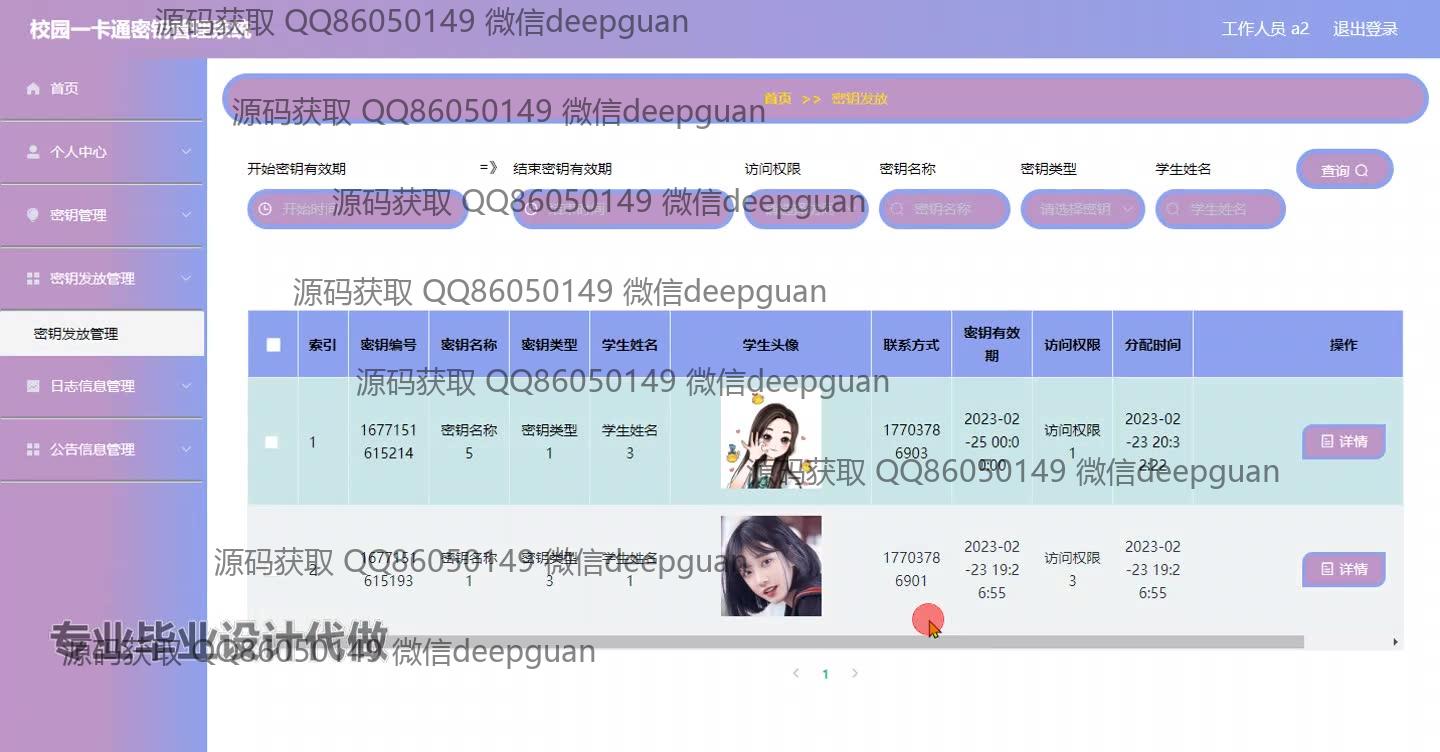 校园一卡通密钥管理系统
工作人员 a2
退出登录
源码获取 QQ86050149 微信deepguan
首页
个人中心
密钥管理
密钥发放管理
密钥发放管理
日志信息管理
公告信息管理
首页 >> 密钥发放
源码获取 QQ86050149 微信deepguan
开始密钥有效期 =》 结束密钥有效期 访问权限 密钥名称 密钥类型 学生姓名
查询
开始时间 密钥名称 请选择密钥 学生姓名
源码获取 QQ86050149 微信deepguan
源码获取 QQ86050149 微信deepguan
索引 密钥编号 密钥名称 密钥类型 学生姓名 学生头像 联系方式 密钥有效期 访问权限 分配时间 操作
源码获取 QQ86050149 微信deepguan
1 1677151615214 密钥名称5 密钥类型1 学生姓名3 17703786903 2023-02-25 00:00:00 访问权限1 2023-02-23 20:32:22 详情
源码获取 QQ86050149 微信deepguan
2 1677151615193 密钥名称1 密钥类型3 学生姓名1 17703786901 2023-02-23 19:26:55 访问权限3 2023-02-23 19:26:55 详情
源码获取 QQ86050149 微信deepguan
专业毕业设计代做
源码获取 QQ86050149 微信deepguan
1